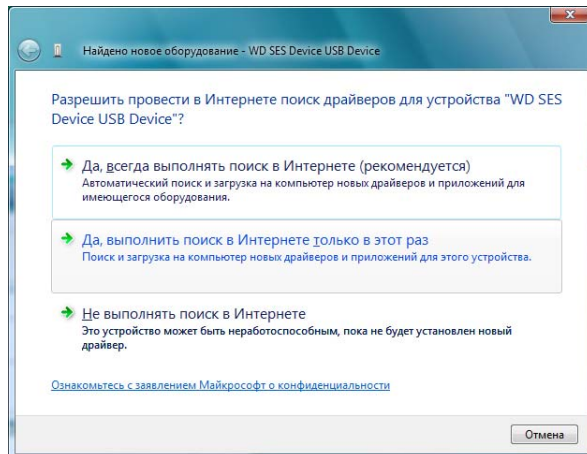 Найдено новое оборудование - WD SES Device USB Device
Разрешить провести в Интернете поиск драйверов для устройства "WD SES
Device USB Device"?
Да, всегда выполнять поиск в Интернете (рекомендуется)
Автоматический поиск и загрузка на компьютер новых драйверов и приложений для
имеющегося оборудования.
Да, выполнить поиск в Интернете только в этот раз
Поиск и загрузка на компьютер новых драйверов и приложений для этого устройства.
Не выполнять поиск в Интернете
Это устройство может быть неработоспособным, пока не будет установлен новый
драйвер.
Ознакомьтесь с заявлением Майкрософт о конфиденциальности
Отмена